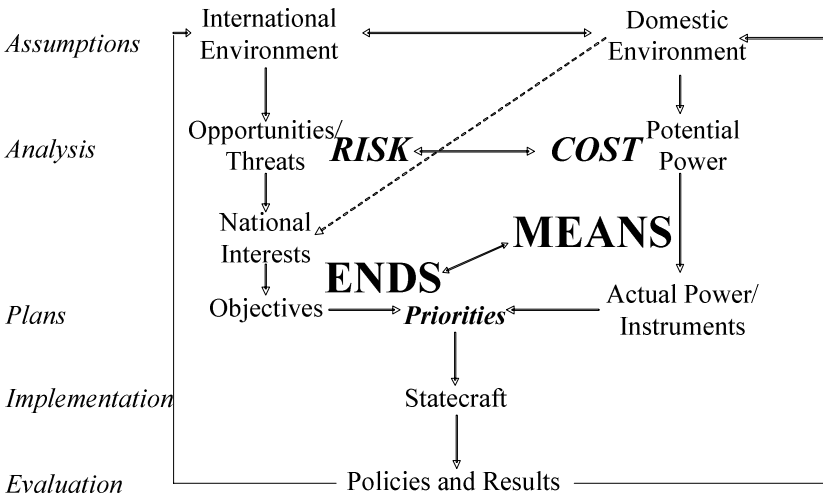 Assumptions
International
Environment
Domestic
Environment
Analysis
Opportunities/
Threats
RISK
COST
Potential
Power
National
Interests
MEANS
ENDS
Plans
Objectives
Priorities
Actual Power/
Instruments
Implementation
Statecraft
Evaluation
Policies and Results